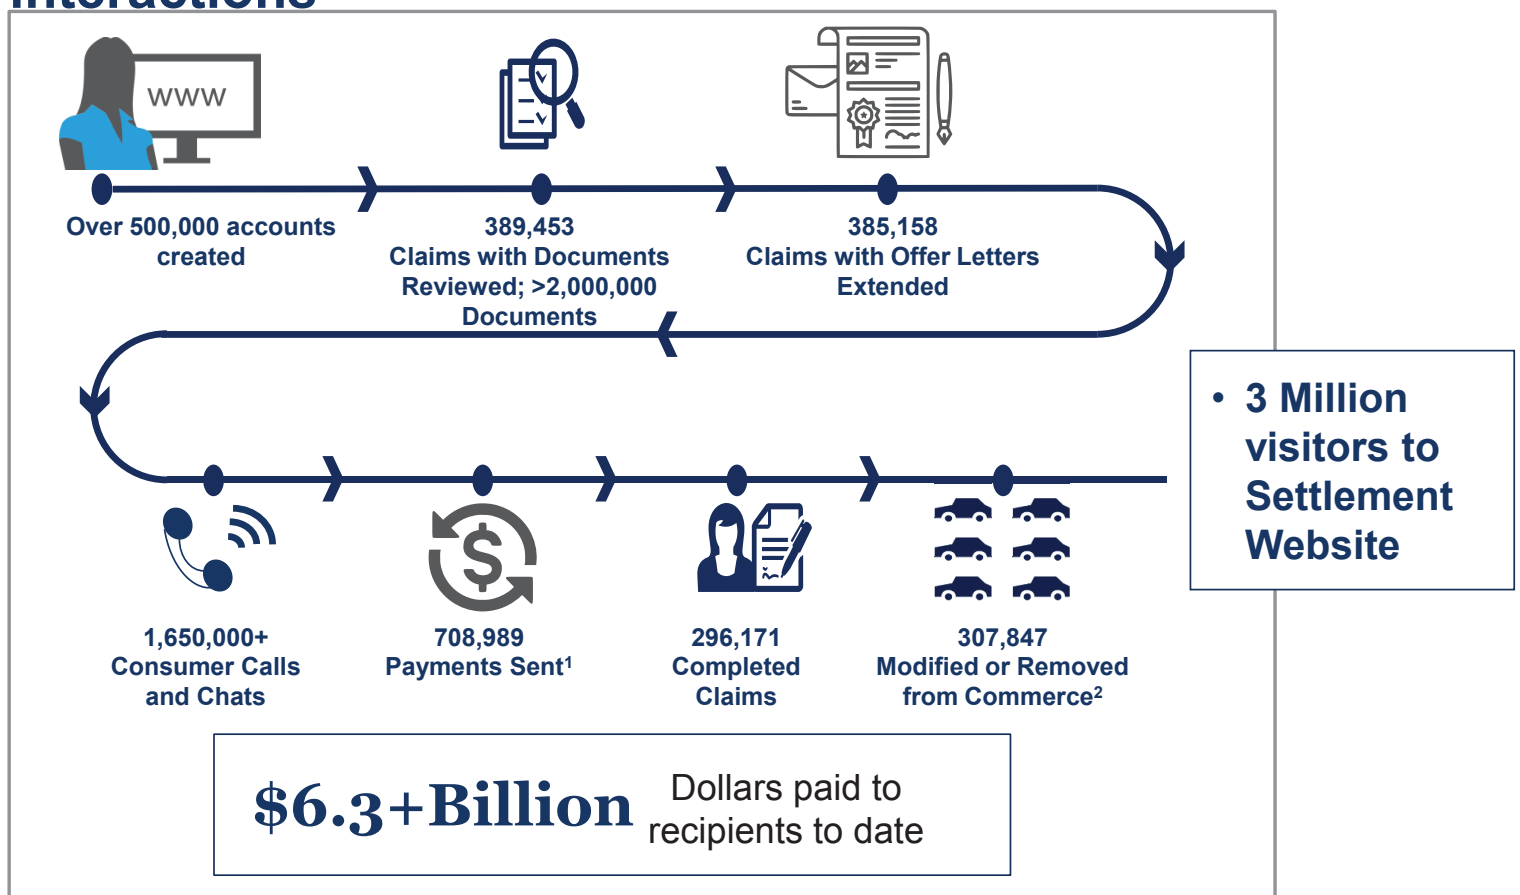 Interactions
WWW
Over 500,000 accounts
created
389,453
Claims with Documents
Reviewed; >2,000,000
Documents
385,158
Claims with Offer Letters
Extended
• 3 Million
visitors to
Settlement
Website
1,650,000+
Consumer Calls
and Chats
708,989
Payments Sent¹
296,171
Completed
Claims
307,847
Modified or Removed
from Commerce²
$6.3+Billion
Dollars paid to
recipients to date